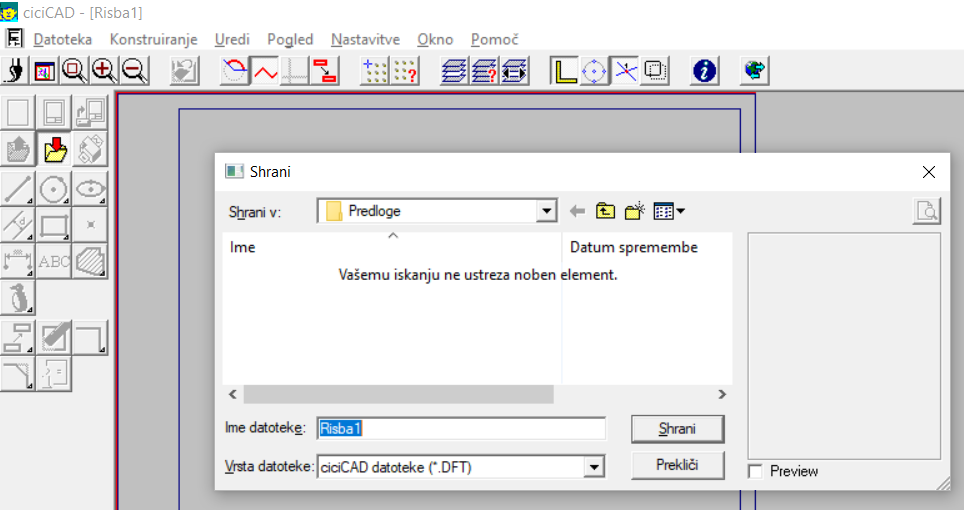 ciciCAD - [Risba1]
Datoteka Konstruiranje Uredi Pogled Nastavitve Okno Pomoč
Shrani
Shrani v: Predloge
Ime Datum spremembe
Vašemu iskanju ne ustreza noben element.
ABC
Ime datoteke: Risba1 Shrani
Vrsta datoteke: ciciCAD datoteke (*.DFT) Prekliči
Preview